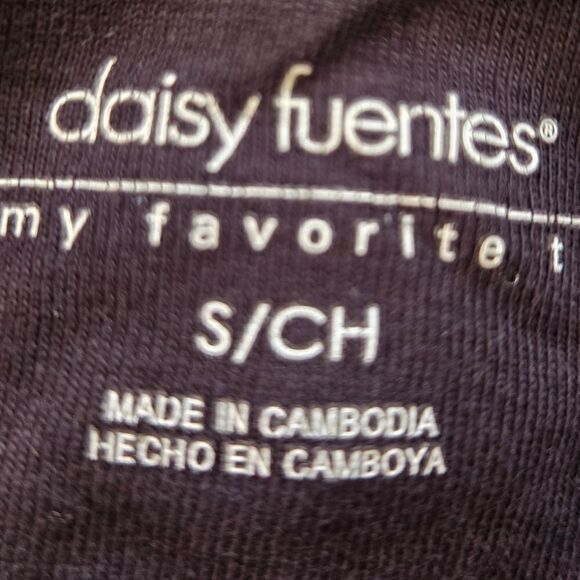 daisy fuentes®
my favorite t
S/CH
MADE IN CAMBODIA
HECHO EN CAMBOYA